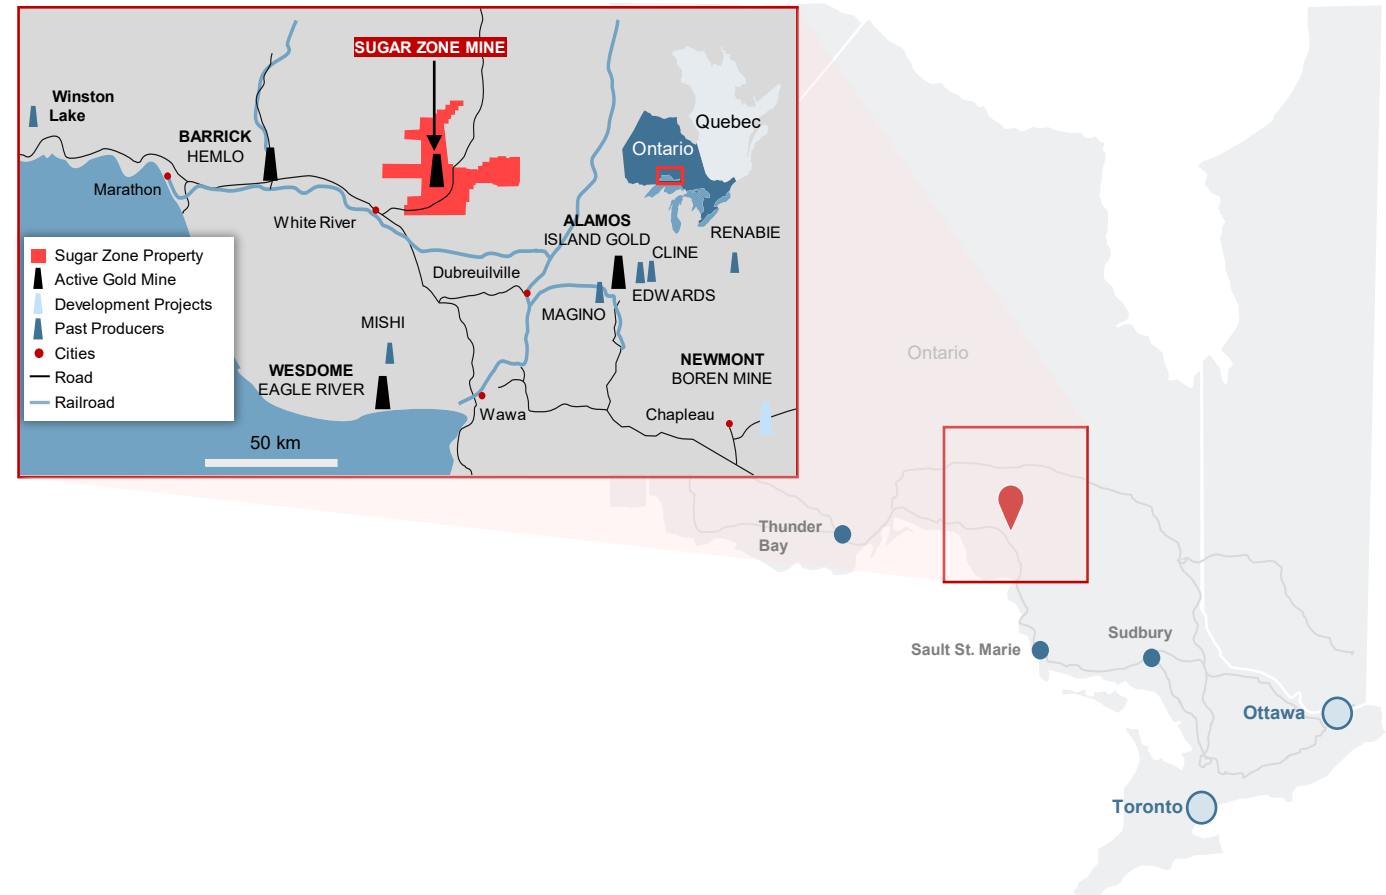 SUGAR ZONE MINE
Winston
Lake
BARRICK
HEMLO
Marathon
White River
Quebec
Ontario
ALAMOS
ISLAND GOLD
RENABIE
CLINE
EDWARDS
Dubreuilville
MAGINO
MISHI
WESDOME
EAGLE RIVER
NEWMONT
BOREN MINE
Wawa
Chapleau
Sugar Zone Property
Active Gold Mine
Development Projects
Past Producers
Cities
Road
Railroad
50 km
Ontario
Thunder
Bay
Sault St. Marie
Sudbury
Ottawa
Toronto